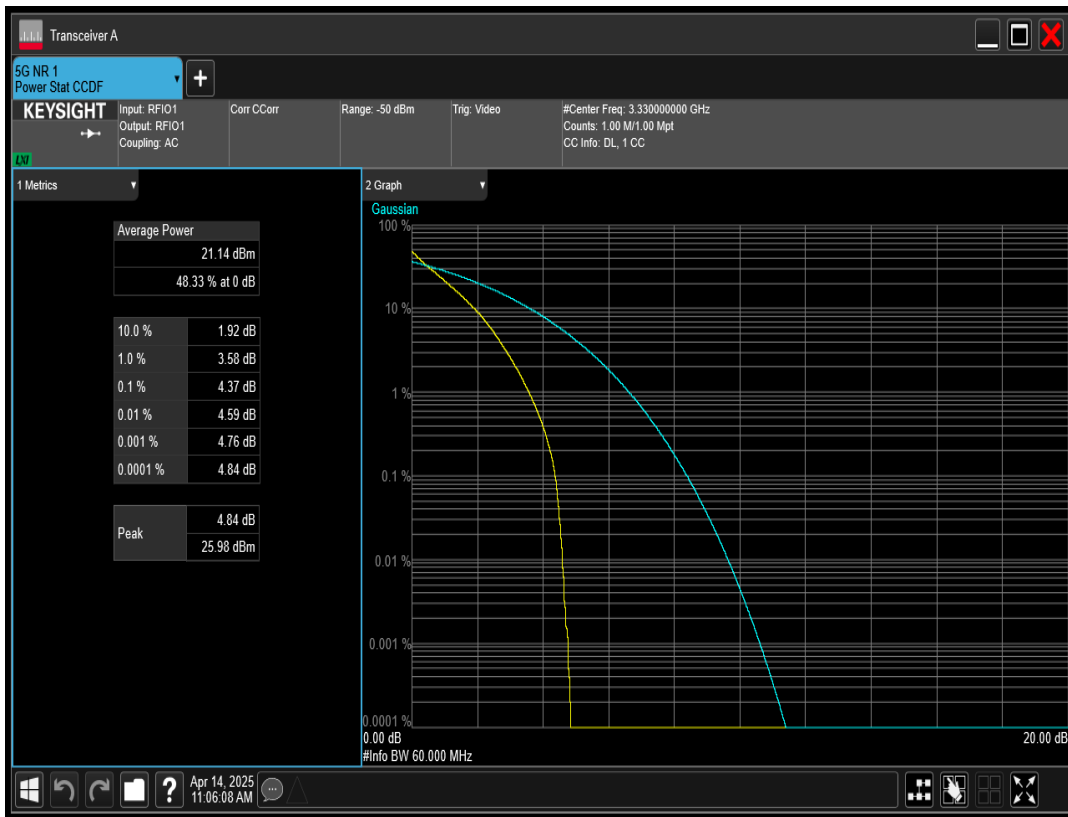 Transceiver A
5G NR 1
Power Stat CCDF
+
KEYSIGHT
LXI
Input: RFIO1
Output: RFIO1
Coupling: AC
Corr CCorr
Range: -50 dBm
Trig: Video
#Center Freq: 3.330000000 GHz
Counts: 1.00 M/1.00 Mpt
CC Info: DL, 1 CC
1 Metrics
Average Power
21.14 dBm
48.33 % at 0 dB
10.0 % 1.92 dB
1.0 % 3.58 dB
0.1 % 4.37 dB
0.01 % 4.59 dB
0.001 % 4.76 dB
0.0001 % 4.84 dB
Peak
4.84 dB
25.98 dBm
2 Graph
Gaussian
100 %
10 %
1 %
0.1 %
0.01 %
0.001 %
0.0001 %
0.00 dB 20.00 dB
#Info BW 60.000 MHz
?
Apr 14, 2025
11:06:08 AM